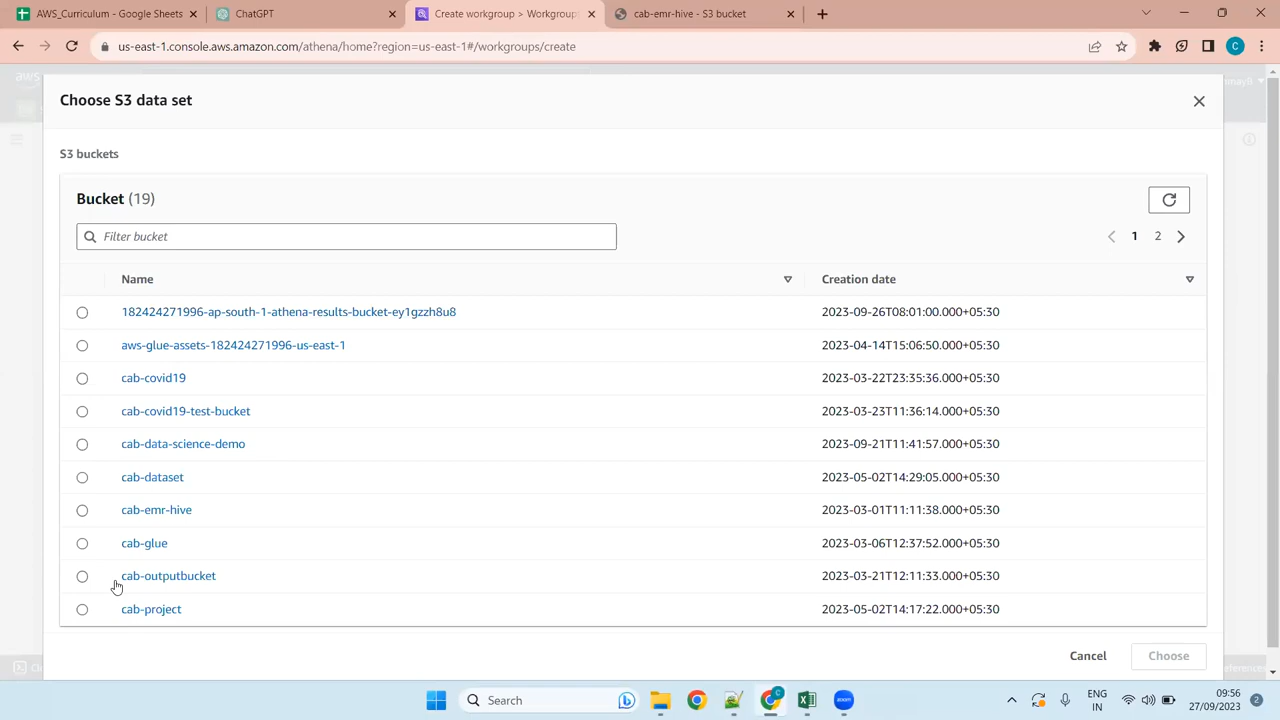 AWS_Curriculum - Google Sheets
ChatGPT
Create workgroup > Workgroup
cab-emr-hive - S3 bucket
us-east-1.console.aws.amazon.com/athena/home?region=us-east-1#/workgroups/create
C
aws
Choose S3 data set
S3 buckets
Bucket (19)
Filter bucket
1 2
Name Creation date
182424271996-ap-south-1-athena-results-bucket-ey1gzzh8u8 2023-09-26T08:01:00.000+05:30
aws-glue-assets-182424271996-us-east-1 2023-04-14T15:06:50.000+05:30
cab-covid19 2023-03-22T23:35:36.000+05:30
cab-covid19-test-bucket 2023-03-23T11:36:14.000+05:30
cab-data-science-demo 2023-09-21T11:41:57.000+05:30
cab-dataset 2023-05-02T14:29:05.000+05:30
cab-emr-hive 2023-03-01T11:11:38.000+05:30
cab-glue 2023-03-06T12:37:52.000+05:30
cab-outputbucket 2023-03-21T12:11:33.000+05:30
cab-project 2023-05-02T14:17:22.000+05:30
Cancel Choose
Search
ENG
IN
09:56
27/09/2023
2